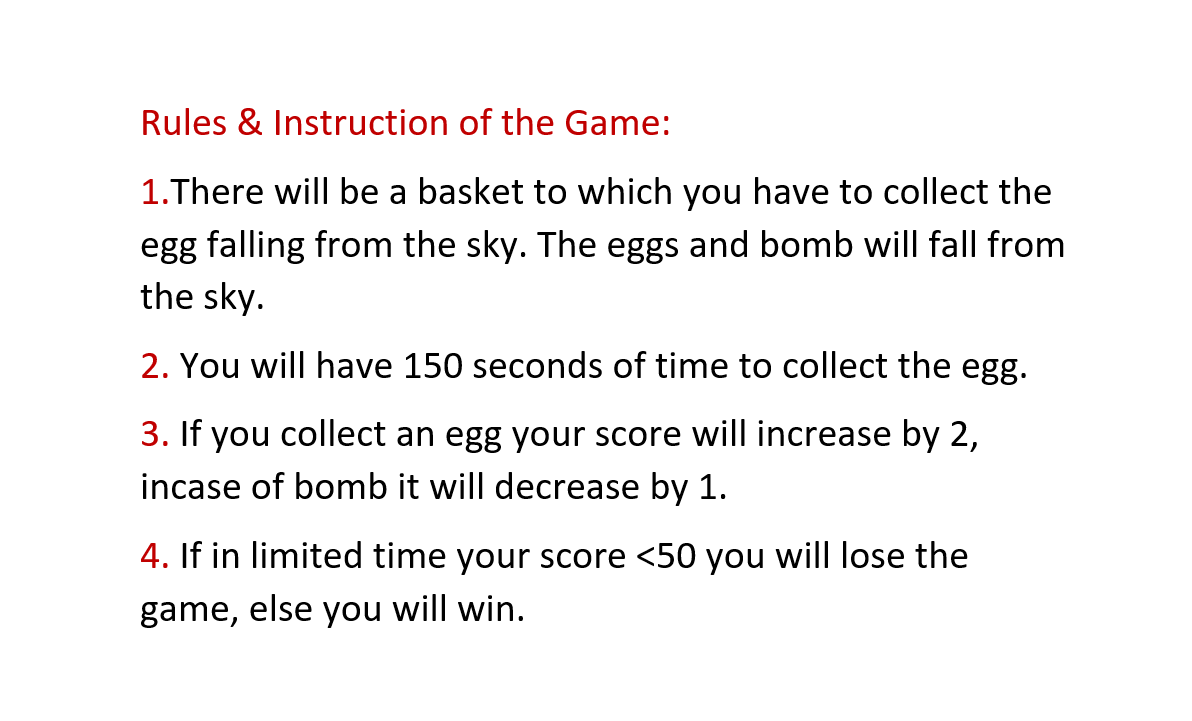 Rules & Instruction of the Game:
1.There will be a basket to which you have to collect the
egg falling from the sky. The eggs and bomb will fall from
the sky.
2. You will have 150 seconds of time to collect the egg.
3. If you collect an egg your score will increase by 2,
incase of bomb it will decrease by 1.
4. If in limited time your score <50 you will lose the
game, else you will win.